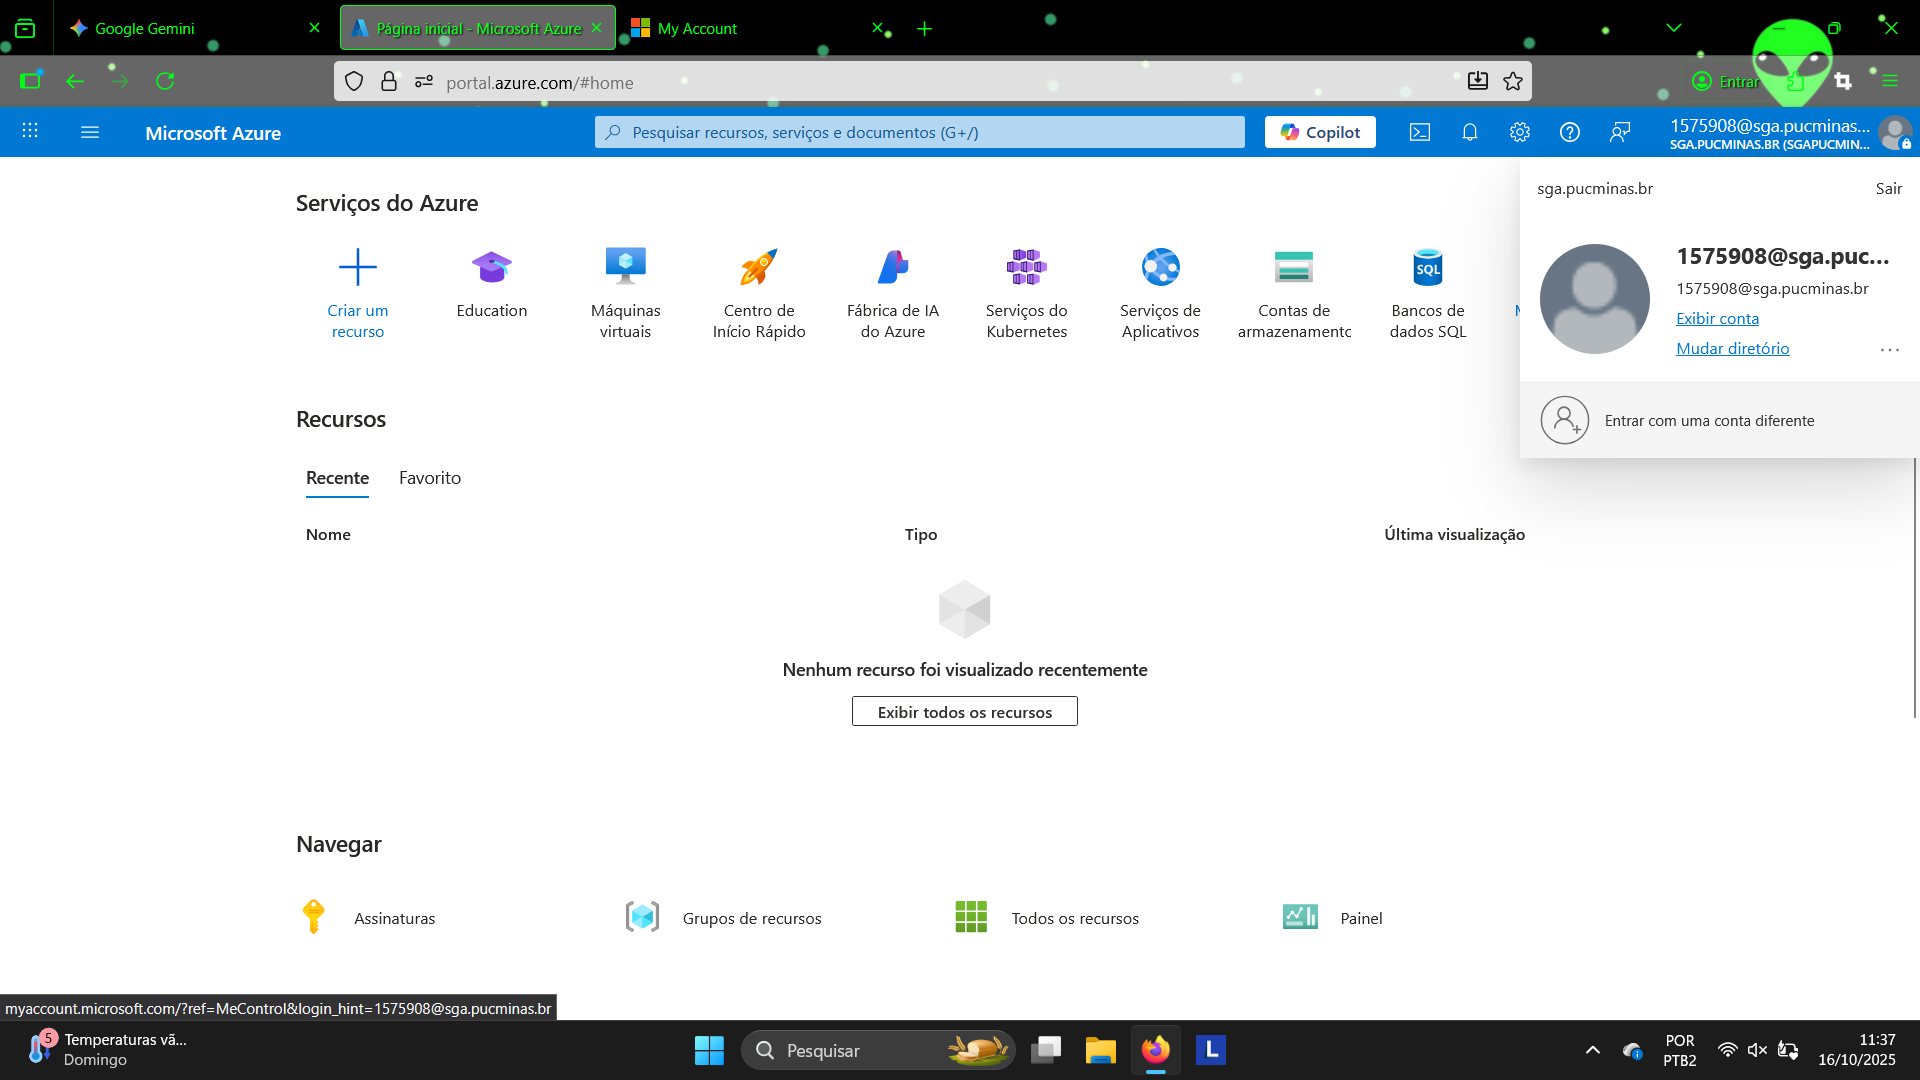 Google Gemini
Página inicial - Microsoft Azure
My Account
portal.azure.com/#home
Entrar
Microsoft Azure
Pesquisar recursos, serviços e documentos (G+/)
Copilot
1575908@sga.pucminas...
SGA.PUCMINAS.BR (SGAPUCMIN...
sga.pucminas.br
Sair
1575908@sga.puc...
1575908@sga.pucminas.br
Exibir conta
Mudar diretório
Entrar com uma conta diferente
Serviços do Azure
Criar um
recurso
Education
Máquinas
virtuais
Centro de
Início Rápido
Fábrica de IA
do Azure
Serviços do
Kubernetes
Serviços de
Aplicativos
Contas de
armazenamento
SQL
Bancos de
dados SQL
Recursos
Recente
Favorito
Nome
Tipo
Última visualização
Nenhum recurso foi visualizado recentemente
Exibir todos os recursos
Navegar
Assinaturas
Grupos de recursos
Todos os recursos
Painel
myaccount.microsoft.com/?ref=MeControl&login_hint=1575908@sga.pucminas.br
5
Temperaturas vã...
Domingo
Pesquisar
L
POR
PTB2
11:37
16/10/2025